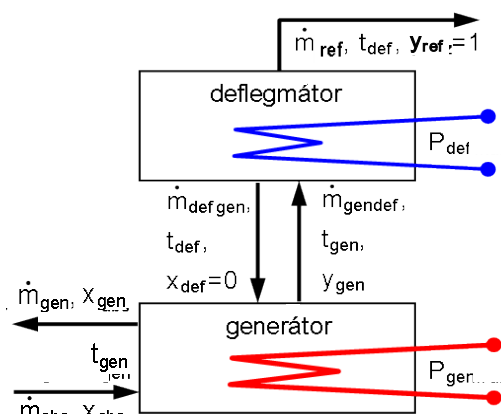 ṁref, tdef, yref,=1
deflegmátor
Pdef
ṁdefgen, ṁgendef,
tdef, tgen,
xdef=0 ygen
ṁgen, xgen
generátor
tgen
Pgen